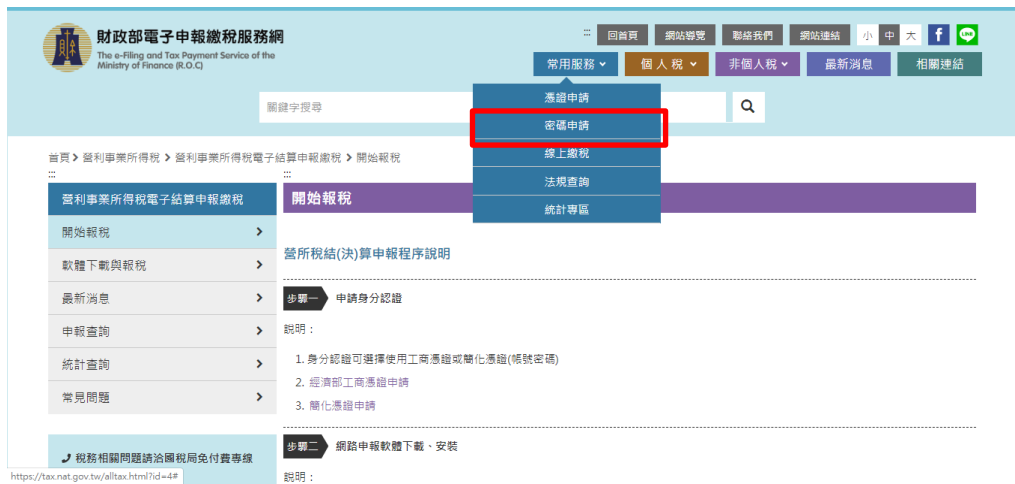 財政部電子申報繳稅服務網
The e-Filing and Tax Payment Service of the
Ministry of Finance (R.O.C)
::: 回首頁 網站導覽 聯絡我們 網站連結 小 中 大 f LINE
常用服務 個人稅 非個人稅 最新消息 相關連結
關鍵字搜尋
憑證申請
密碼申請
線上繳稅
法規查詢
統計專區
首頁 > 營利事業所得稅 > 營利事業所得稅電子結算申報繳稅 > 開始報稅
:::
:::
營利事業所得稅電子結算申報繳稅
開始報稅
軟體下載與報稅
最新消息
申報查詢
統計查詢
常見問題
稅務相關問題請洽國稅局免付費專線
開始報稅
營所稅結(決)算申報程序說明
步驟一 申請身分認證
說明：
1. 身分認證可選擇使用工商憑證或簡化憑證(帳號密碼)
2. 經濟部工商憑證申請
3. 簡化憑證申請
步驟二 網路申報軟體下載、安裝
說明：
https://tax.nat.gov.tw/alltax.html?id=4#